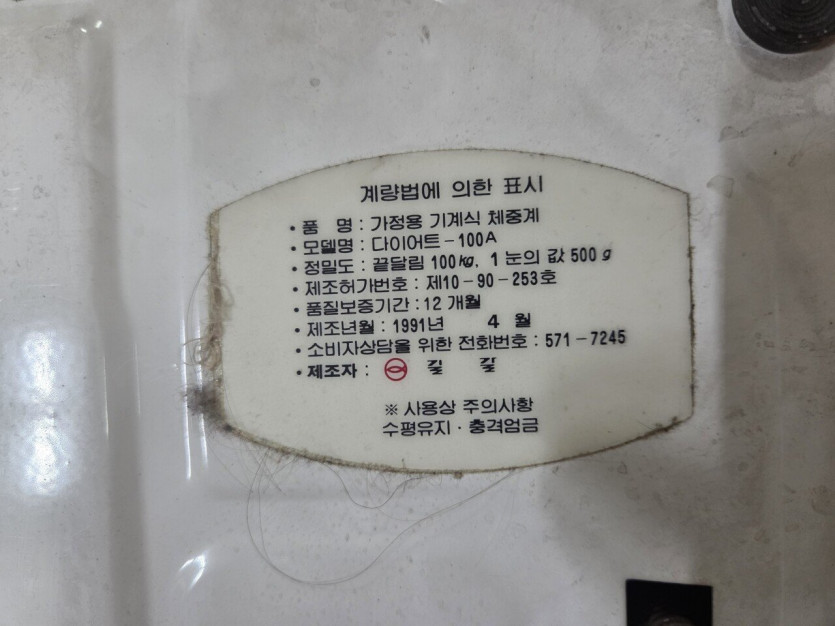 계량법에 의한 표시
• 품 명 : 가정용 기계식 체중계
• 모델명 : 다이어트-100A
• 정밀도 : 끝달림 100kg, 1 눈의 값 500 g
• 제조허가번호 : 제10-90-253호
• 품질보증기간 : 12 개월
• 제조년월 : 1991년 4 월
• 소비자상담을 위한 전화번호 : 571-7245
• 제조자 :
※ 사용상 주의사항
수평유지 · 충격엄금